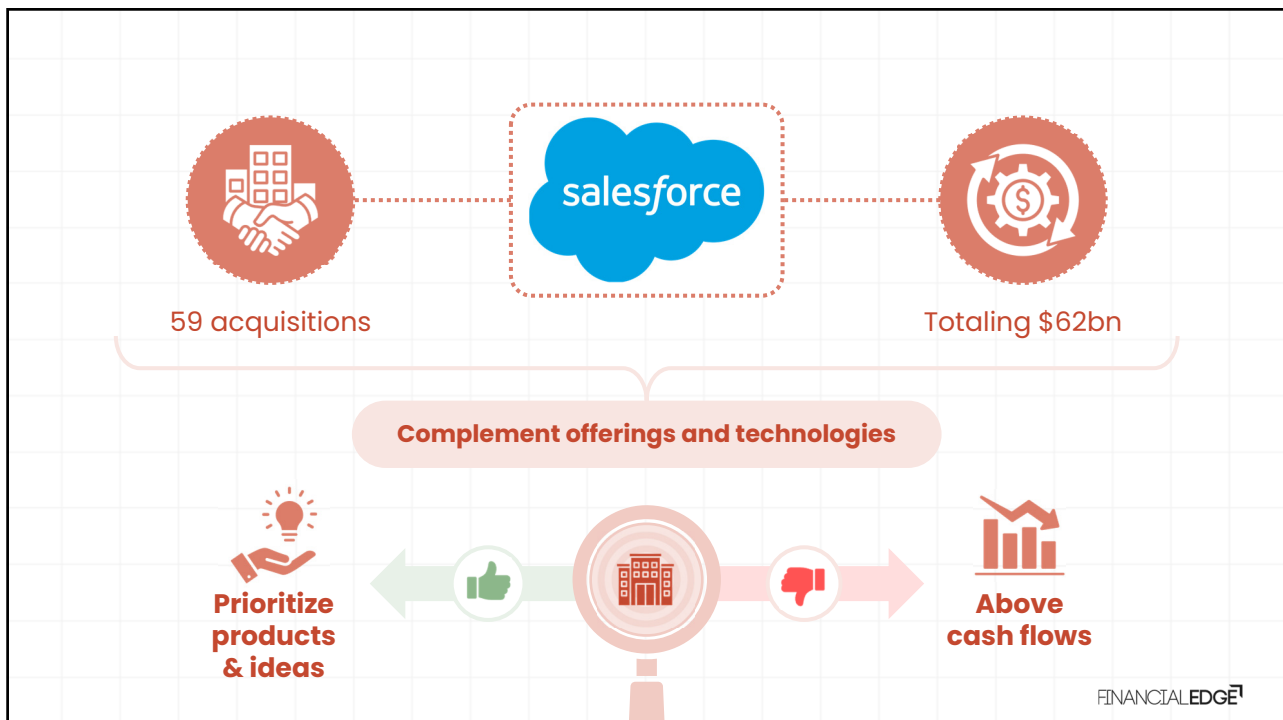 salesforce
59 acquisitions
Totaling $62bn
Complement offerings and technologies
$
Prioritize
products
& ideas
Above
cash flows
FINANCIALEDGE